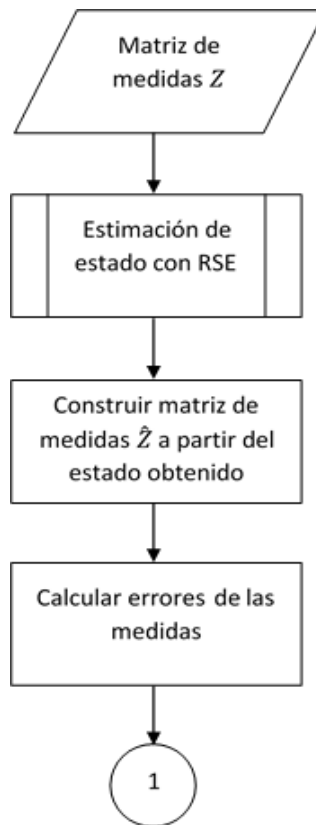 Matriz de
medidas Z
Estimación de
estado con RSE
Construir matriz de
medidas Ẑ a partir del
estado obtenido
Calcular errores de las
medidas
1